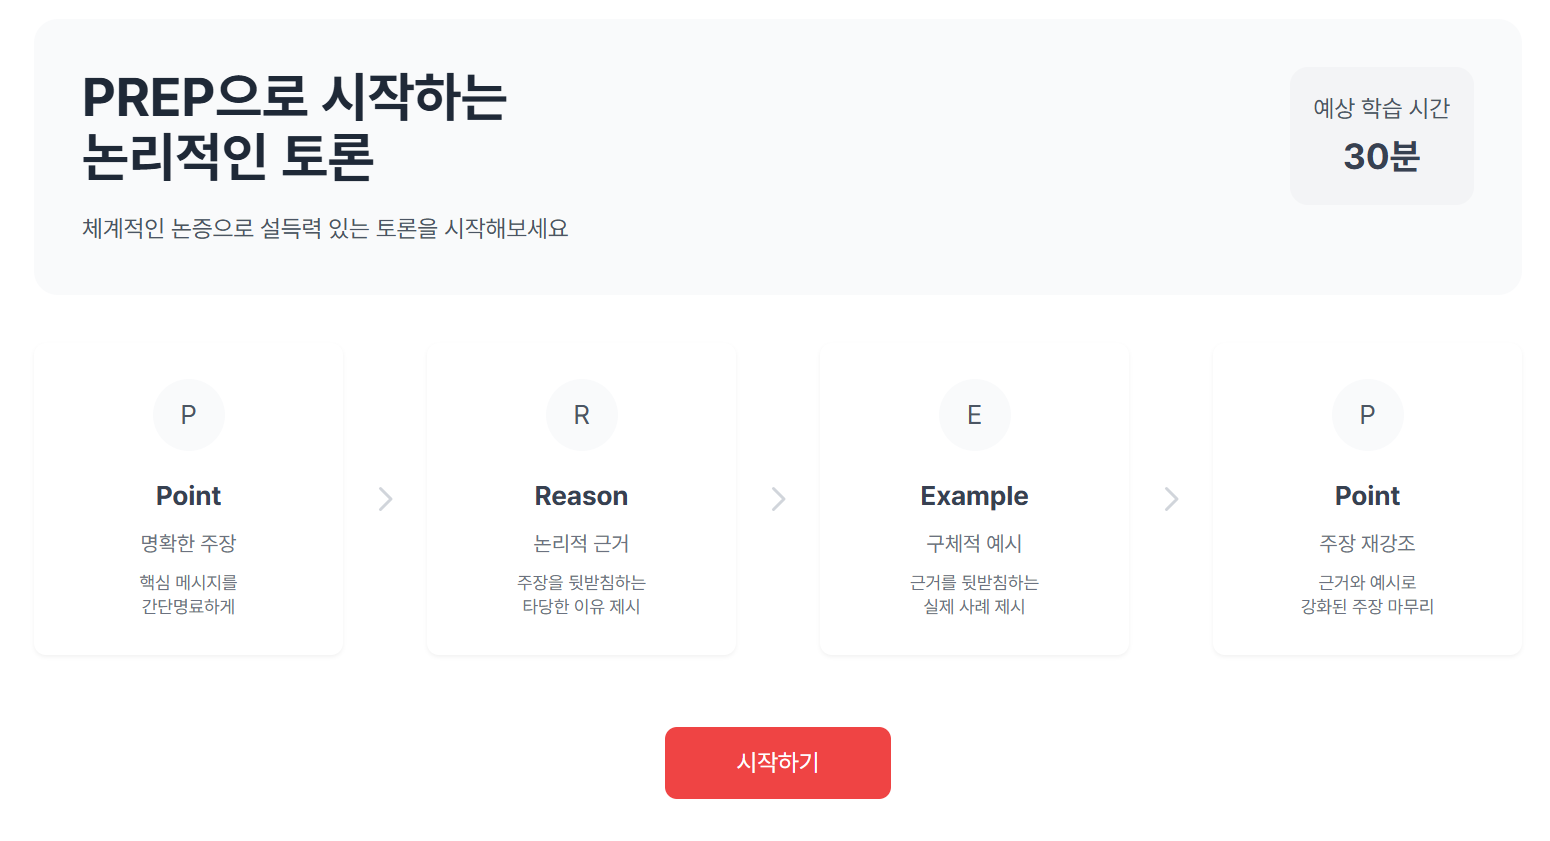 PREP으로 시작하는
논리적인 토론
체계적인 논증으로 설득력 있는 토론을 시작해보세요
예상 학습 시간
30분
P
Point
명확한 주장
핵심 메시지를
간단명료하게
R
Reason
논리적 근거
주장을 뒷받침하는
타당한 이유 제시
E
Example
구체적 예시
근거를 뒷받침하는
실제 사례 제시
P
Point
주장 재강조
근거와 예시로
강화된 주장 마무리
시작하기